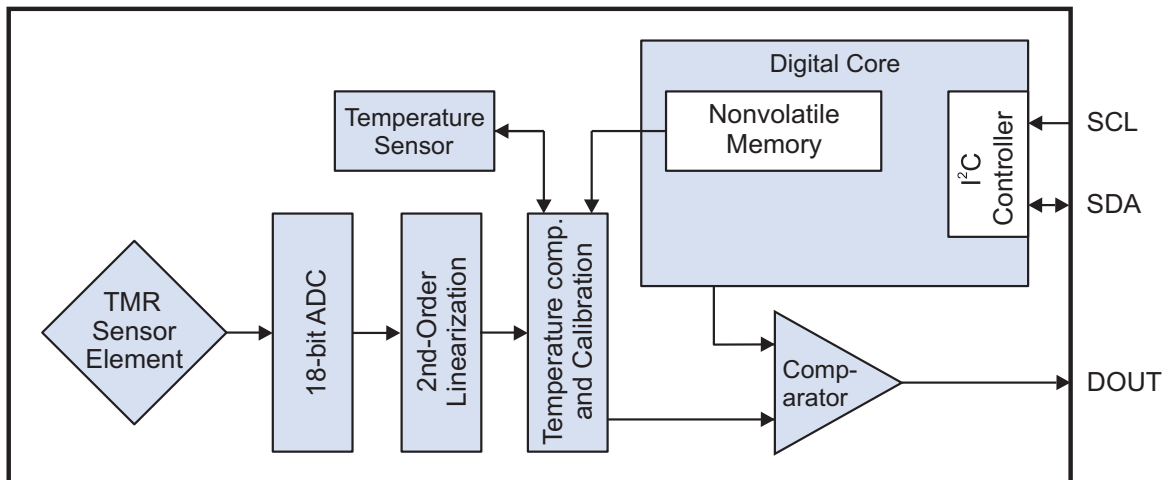 Digital Core
Temperature
Sensor
Nonvolatile
Memory
I²C
Controller
SCL
SDA
TMR
Sensor
Element
18-bit ADC
2nd-Order
Linearization
Temperature comp.
and Calibration
Comp-
arator
DOUT